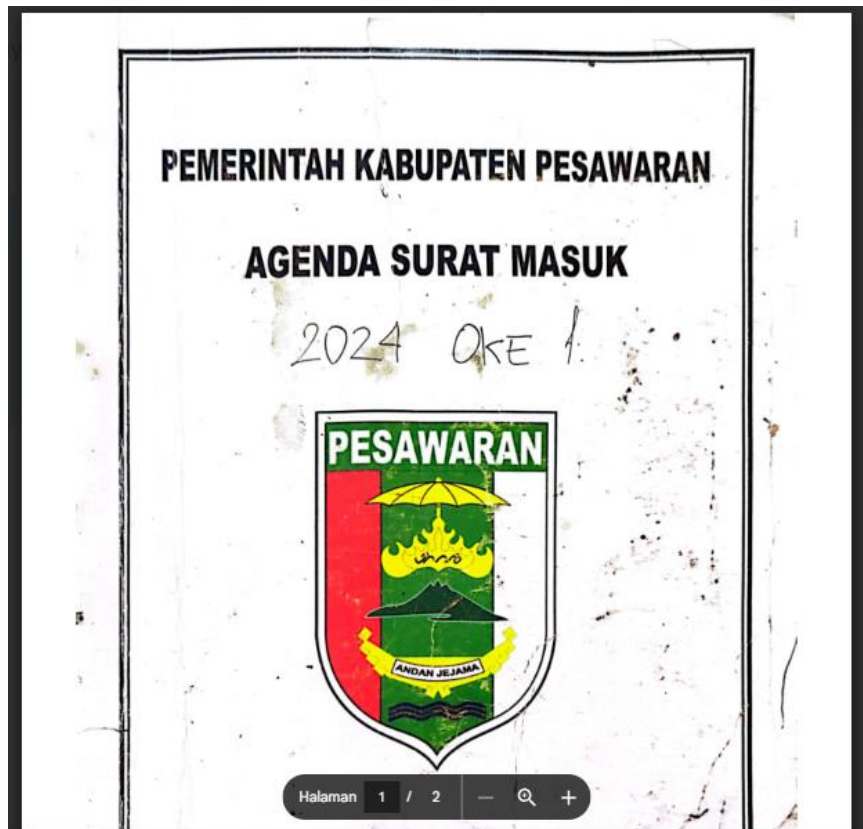 PEMERINTAH KABUPATEN PESAWARAN
AGENDA SURAT MASUK
2024 OKE 1.
PESAWARAN
ANDAN JEJAMA
Halaman 1 / 2